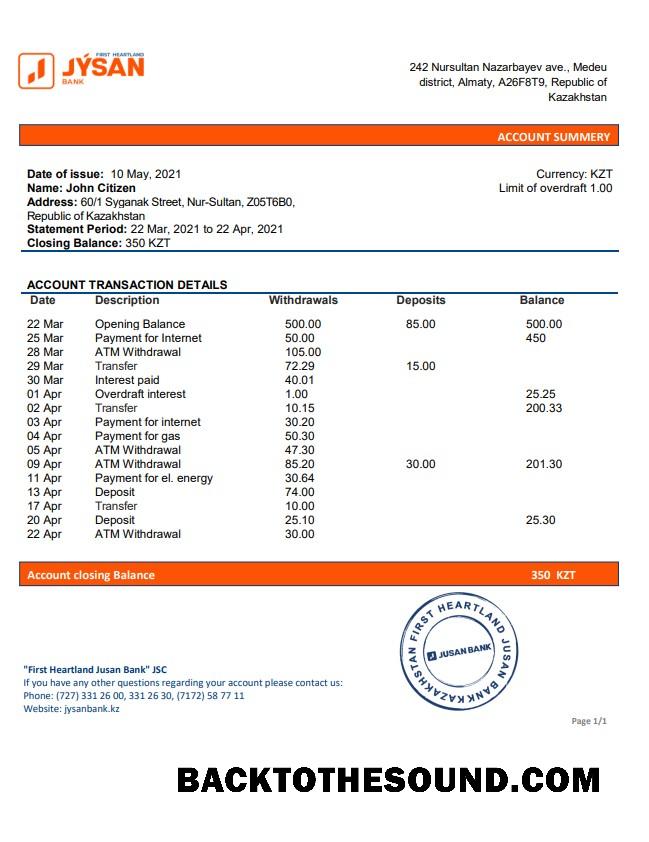 FIRST HEARTLAND
JÝSAN
BANK
242 Nursultan Nazarbayev ave., Medeu
district, Almaty, A26F8T9, Republic of
Kazakhstan
ACCOUNT SUMMERY
Date of issue: 10 May, 2021
Name: John Citizen
Address: 60/1 Syganak Street, Nur-Sultan, Z05T6B0,
Republic of Kazakhstan
Statement Period: 22 Mar, 2021 to 22 Apr, 2021
Closing Balance: 350 KZT
Currency: KZT
Limit of overdraft 1.00
ACCOUNT TRANSACTION DETAILS
Date Description Withdrawals Deposits Balance
22 Mar Opening Balance 500.00 85.00 500.00
25 Mar Payment for Internet 50.00 450
28 Mar ATM Withdrawal 105.00
29 Mar Transfer 72.29 15.00
30 Mar Interest paid 40.01
01 Apr Overdraft interest 1.00 25.25
02 Apr Transfer 10.15 200.33
03 Apr Payment for internet 30.20
04 Apr Payment for gas 50.30
05 Apr ATM Withdrawal 47.30
09 Apr ATM Withdrawal 85.20 30.00 201.30
11 Apr Payment for el. energy 30.64
13 Apr Deposit 74.00
17 Apr Transfer 10.00
20 Apr Deposit 25.10 25.30
22 Apr ATM Withdrawal 30.00
Account closing Balance 350 KZT
FIRST HEARTLAND JUSAN BANK KAZAKHSTAN
JUSAN BANK
"First Heartland Jusan Bank" JSC
If you have any other questions regarding your account please contact us:
Phone: (727) 331 26 00, 331 26 30, (7172) 58 77 11
Website: jysanbank.kz
Page 1/1
BACKTOTHESOUND.COM